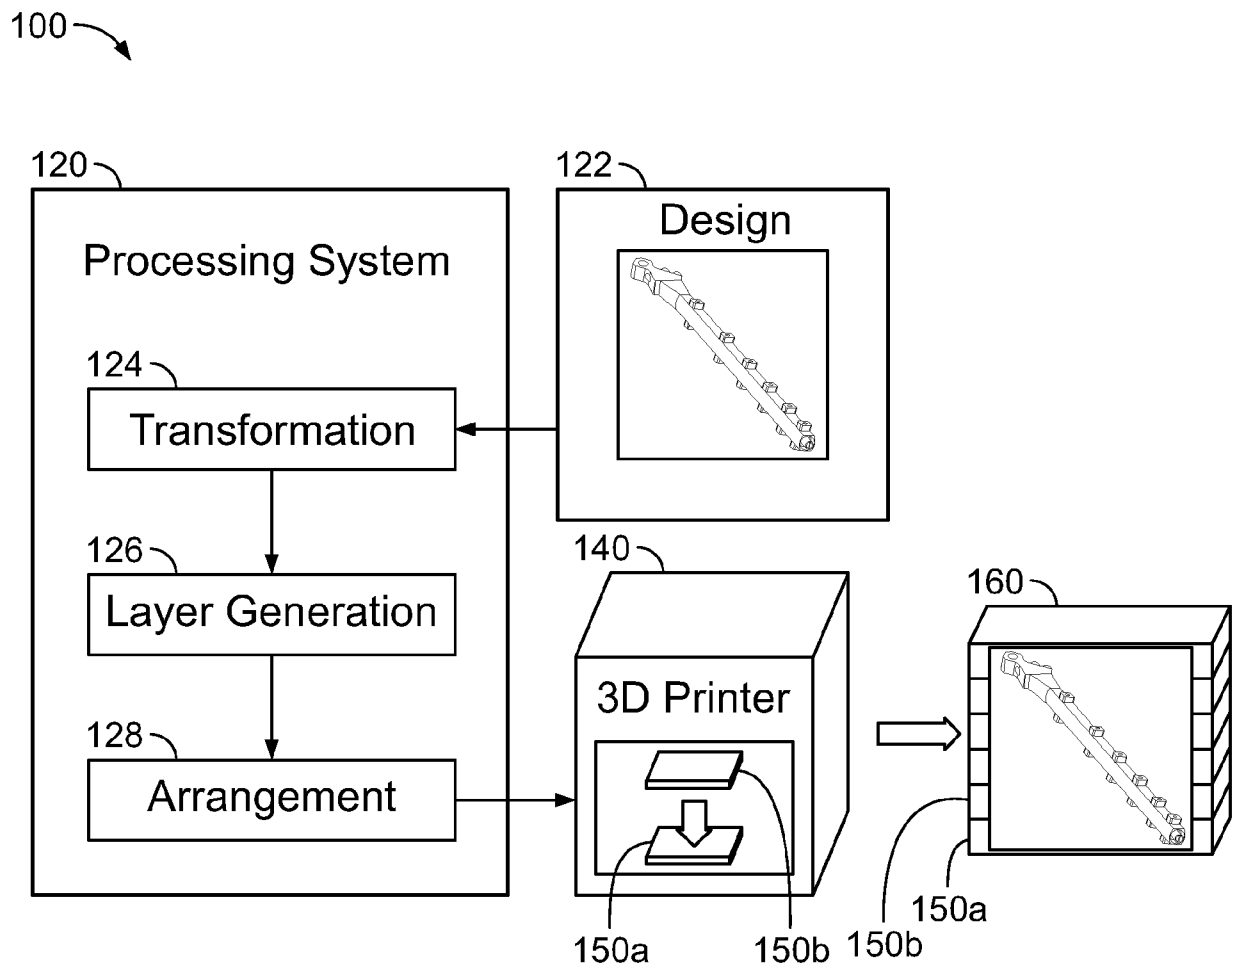 100
120
122
Design
Processing System
124
Transformation
126
Layer Generation
140
160
3D Printer
128
Arrangement
150a
150b
150b
150a